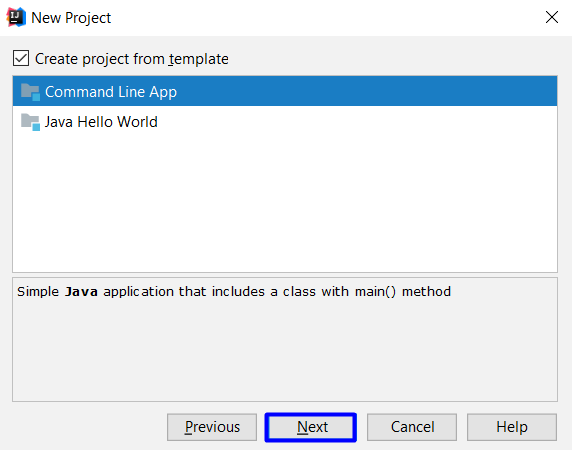 New Project
Create project from template
Command Line App
Java Hello World
Simple Java application that includes a class with main() method
Previous Next Cancel Help